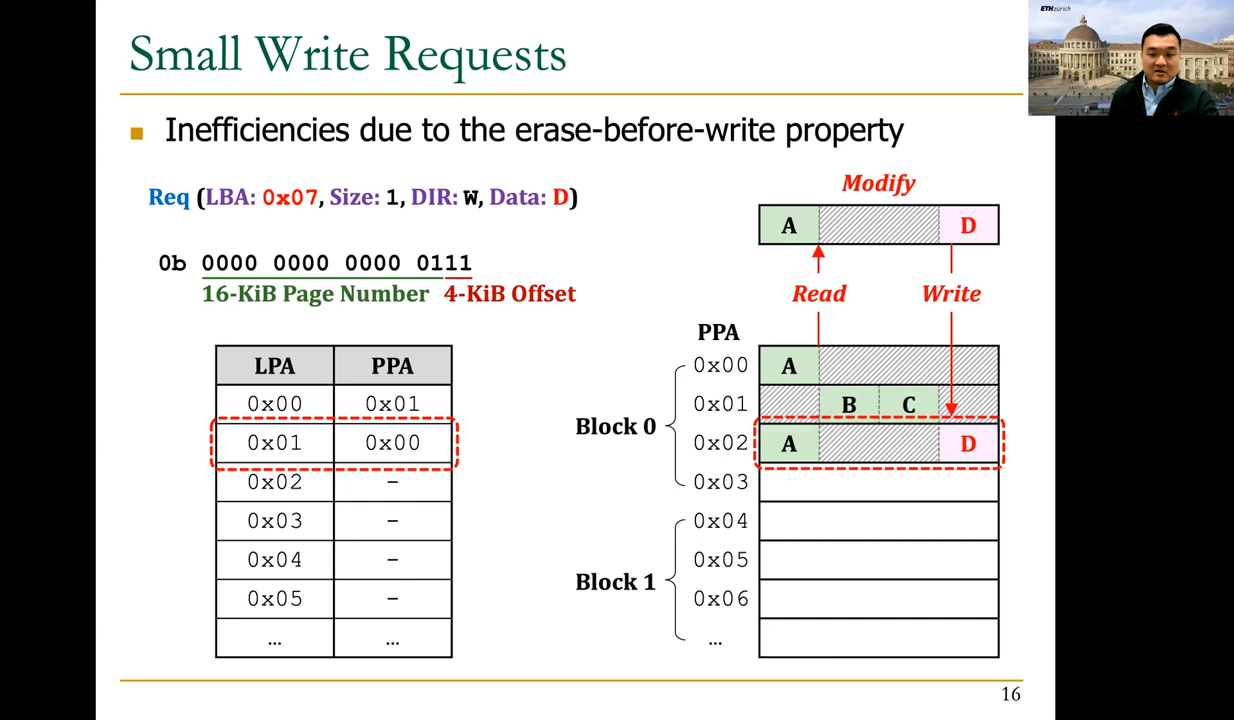 ETH zürich
Small Write Requests
Inefficiencies due to the erase-before-write property
Req (LBA: 0x07, Size: 1, DIR: W, Data: D)
0b 0000 0000 0000 0111
16-KiB Page Number 4-KiB Offset
LPA PPA
0x00 0x01
0x01 0x00
0x02 -
0x03 -
0x04 -
0x05 -
... ...
Modify
A D
Read Write
PPA
Block 0
0x00 A
0x01 B C
0x02 A D
0x03
Block 1
0x04
0x05
0x06
...
16